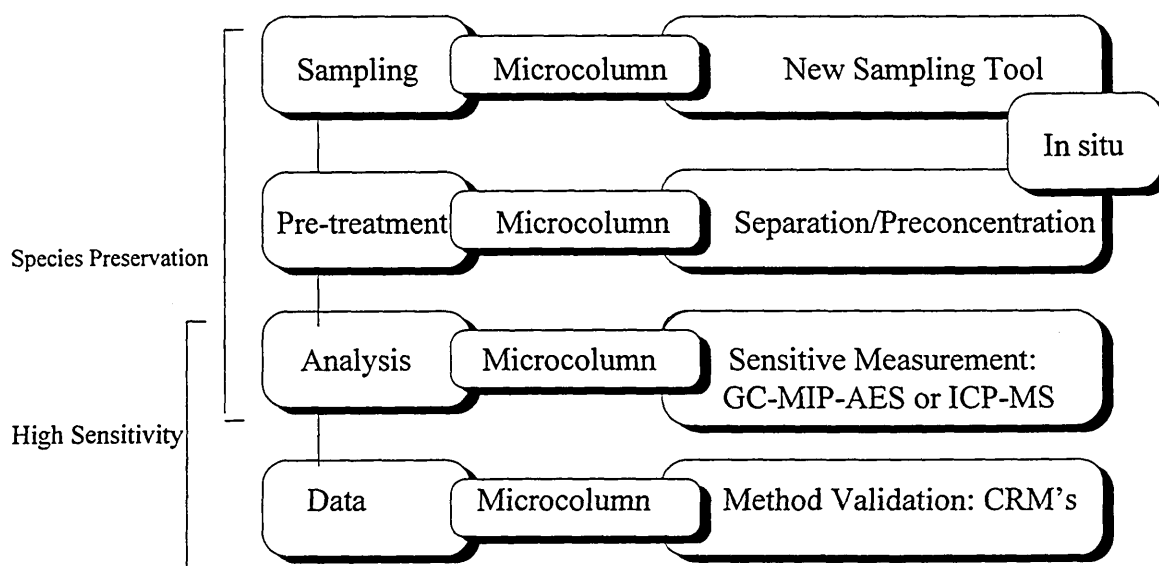 Sampling
Microcolumn
New Sampling Tool
In situ
Pre-treatment
Microcolumn
Separation/Preconcentration
Species Preservation
Analysis
Microcolumn
Sensitive Measurement:
GC-MIP-AES or ICP-MS
High Sensitivity
Data
Microcolumn
Method Validation: CRM's